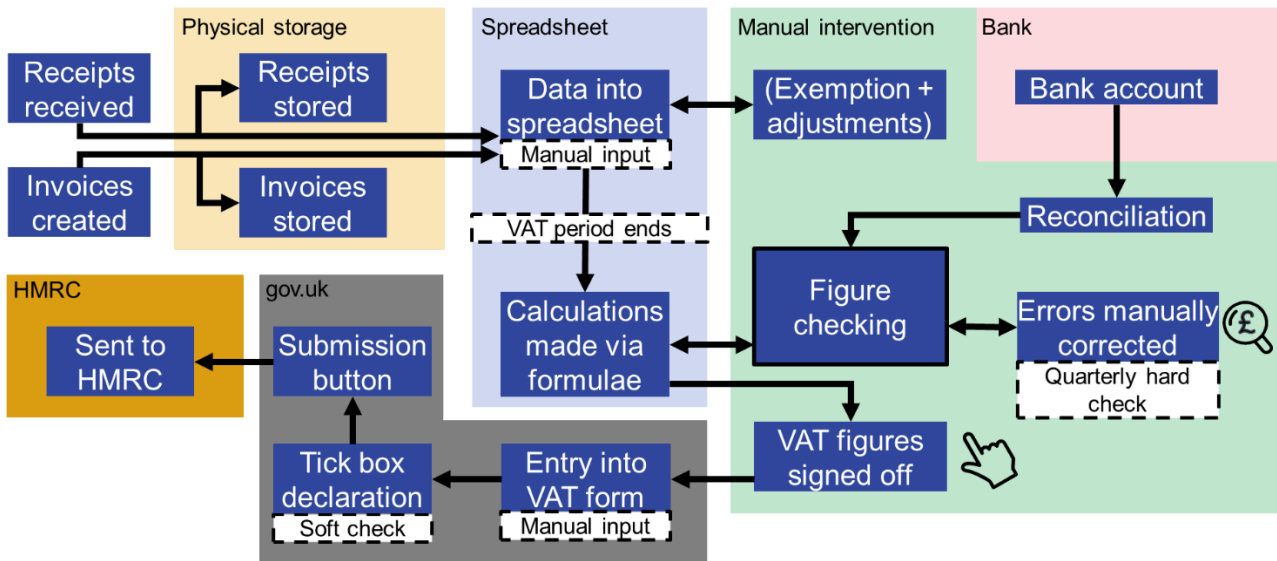 Physical storage
Spreadsheet
Manual intervention
Bank
Receipts
received
Receipts
stored
Data into
spreadsheet
Manual input
(Exemption +
adjustments)
Bank account
Invoices
created
Invoices
stored
VAT period ends
Reconciliation
HMRC
gov.uk
Sent to
HMRC
Submission
button
Calculations
made via
formulae
Figure
checking
Errors manually
corrected
£
Quarterly hard
check
Tick box
declaration
Soft check
Entry into
VAT form
Manual input
VAT figures
signed off